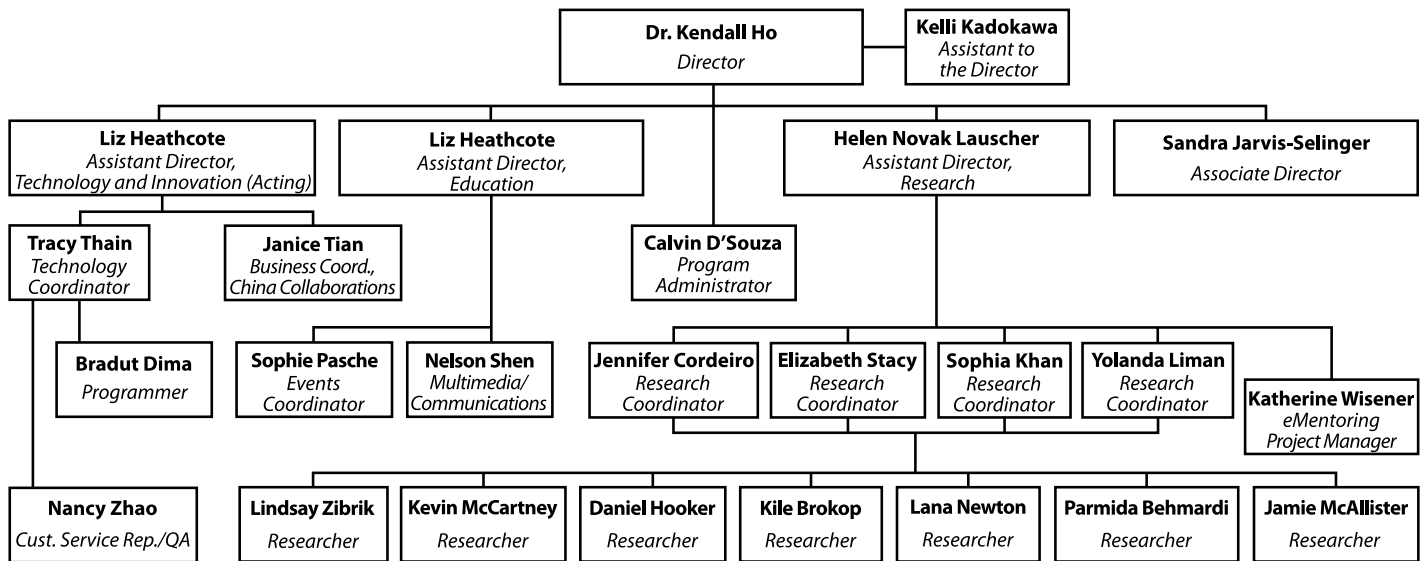 Dr. Kendall Ho
Director
Kelli Kadokawa
Assistant to
the Director
Liz Heathcote
Assistant Director,
Technology and Innovation (Acting)
Liz Heathcote
Assistant Director,
Education
Helen Novak Lauscher
Assistant Director,
Research
Sandra Jarvis-Selinger
Associate Director
Tracy Thain
Technology
Coordinator
Janice Tian
Business Coord.,
China Collaborations
Calvin D'Souza
Program
Administrator
Bradut Dima
Programmer
Sophie Pasche
Events
Coordinator
Nelson Shen
Multimedia/
Communications
Jennifer Cordeiro
Research
Coordinator
Elizabeth Stacy
Research
Coordinator
Sophia Khan
Research
Coordinator
Yolanda Liman
Research
Coordinator
Katherine Wisener
eMentoring
Project Manager
Nancy Zhao
Cust. Service Rep./QA
Lindsay Zibrik
Researcher
Kevin McCartney
Researcher
Daniel Hooker
Researcher
Kile Brokop
Researcher
Lana Newton
Researcher
Parmida Behmardi
Researcher
Jamie McAllister
Researcher